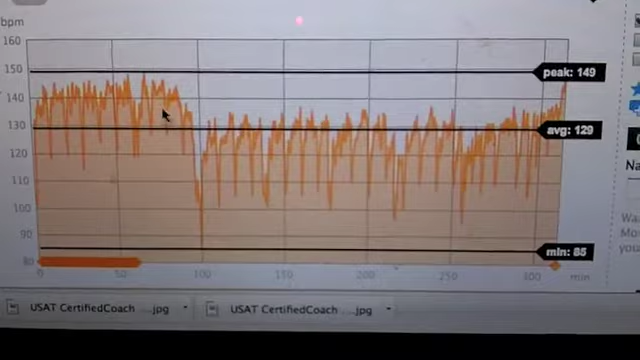 bpm
160
150
peak: 149
140
130
avg: 129
120
110
100
90
min: 85
80
0 50 100 150 200 250 300 min
USAT CertifiedCoach ....jpg
USAT CertifiedCoach ....jpg